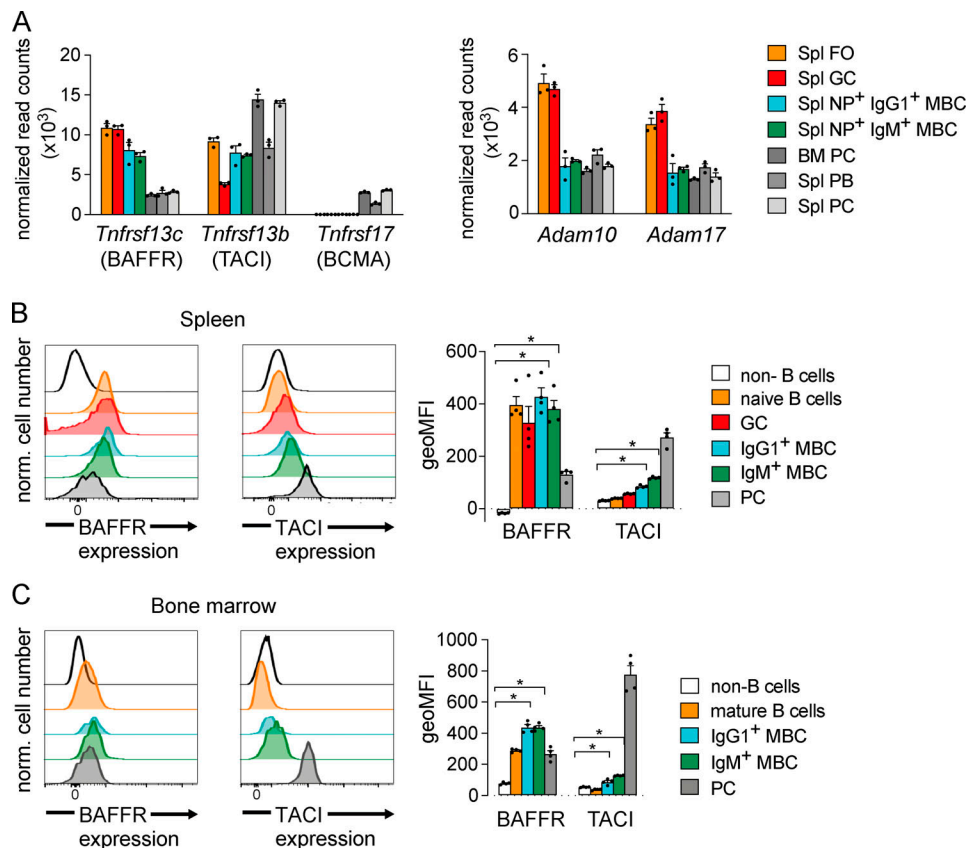 A
normalized read counts
(x10³)
20
15
10
5
0
Tnfrsf13c
(BAFFR)
Tnfrsf13b
(TACI)
Tnfrsf17
(BCMA)
normalized read counts
(x10³)
6
4
2
0
Adam10
Adam17
Spl FO
Spl GC
Spl NP⁺ IgG1⁺ MBC
Spl NP⁺ IgM⁺ MBC
BM PC
Spl PB
Spl PC
B
Spleen
norm. cell number
0
BAFFR
expression
0
TACI
expression
geoMFI
600
400
200
0
*
*
*
*
BAFFR
TACI
non- B cells
naive B cells
GC
IgG1⁺ MBC
IgM⁺ MBC
PC
C
Bone marrow
norm. cell number
0
BAFFR
expression
0
TACI
expression
geoMFI
1000
800
600
400
200
0
*
*
*
*
BAFFR
TACI
non-B cells
mature B cells
IgG1⁺ MBC
IgM⁺ MBC
PC